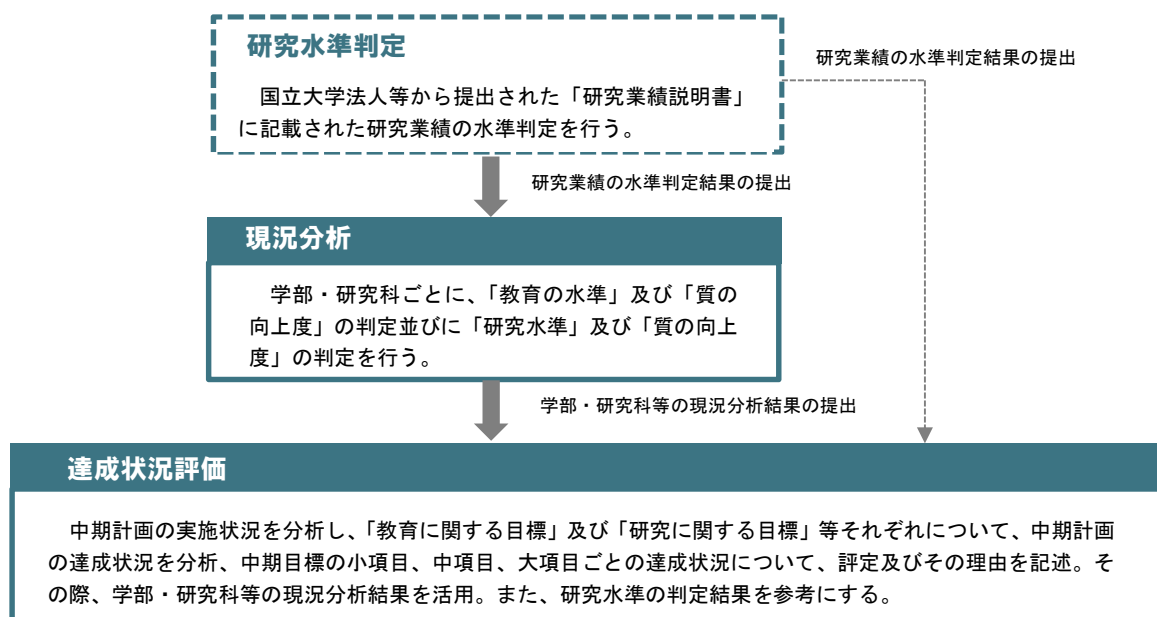 研究水準判定
研究業績の水準判定結果の提出
国立大学法人等から提出された「研究業績説明書」
に記載された研究業績の水準判定を行う。
研究業績の水準判定結果の提出
現況分析
学部・研究科ごとに、「教育の水準」及び「質の
向上度」の判定並びに「研究水準」及び「質の向上
度」の判定を行う。
学部・研究科等の現況分析結果の提出
達成状況評価
中期計画の実施状況を分析し、「教育に関する目標」及び「研究に関する目標」等それぞれについて、中期計画
の達成状況を分析、中期目標の小項目、中項目、大項目ごとの達成状況について、評定及びその理由を記述。そ
の際、学部・研究科等の現況分析結果を活用。また、研究水準の判定結果を参考にする。